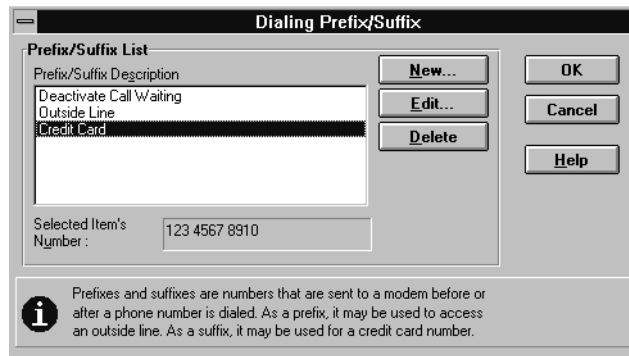 Dialing Prefix/Suffix
Prefix/Suffix List
Prefix/Suffix Description
Deactivate Call Waiting
Outside Line
Credit Card
New...
Edit...
Delete
OK
Cancel
Help
Selected Item's
Number :
123 4567 8910
Prefixes and suffixes are numbers that are sent to a modem before or
after a phone number is dialed. As a prefix, it may be used to access
an outside line. As a suffix, it may be used for a credit card number.